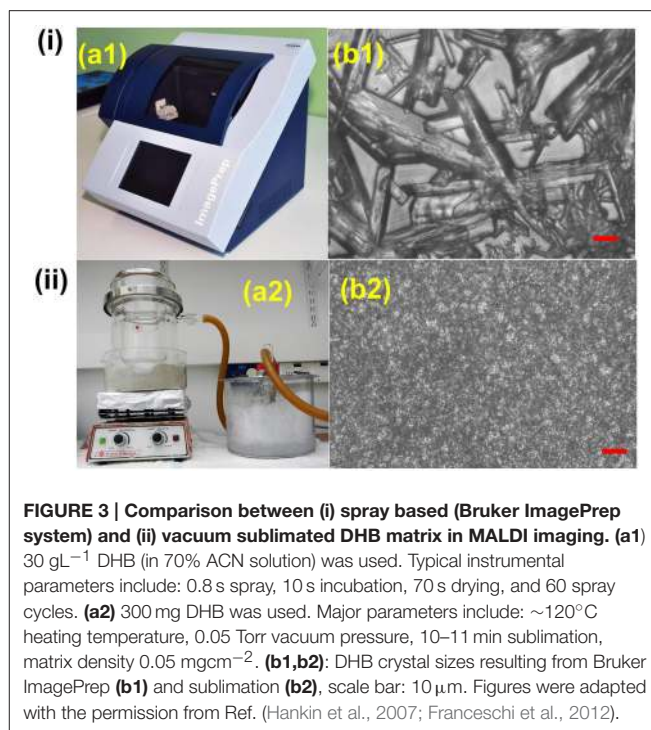 (i)
(a1)
(b1)
ImagePrep
(ii)
(a2)
(b2)
FIGURE 3 | Comparison between (i) spray based (Bruker ImagePrep
system) and (ii) vacuum sublimated DHB matrix in MALDI imaging. (a1)
30 gL⁻¹ DHB (in 70% ACN solution) was used. Typical instrumental
parameters include: 0.8 s spray, 10 s incubation, 70 s drying, and 60 spray
cycles. (a2) 300 mg DHB was used. Major parameters include: ~120°C
heating temperature, 0.05 Torr vacuum pressure, 10–11 min sublimation,
matrix density 0.05 mgcm⁻². (b1,b2): DHB crystal sizes resulting from Bruker
ImagePrep (b1) and sublimation (b2), scale bar: 10 μm. Figures were adapted
with the permission from Ref. (Hankin et al., 2007; Franceschi et al., 2012).